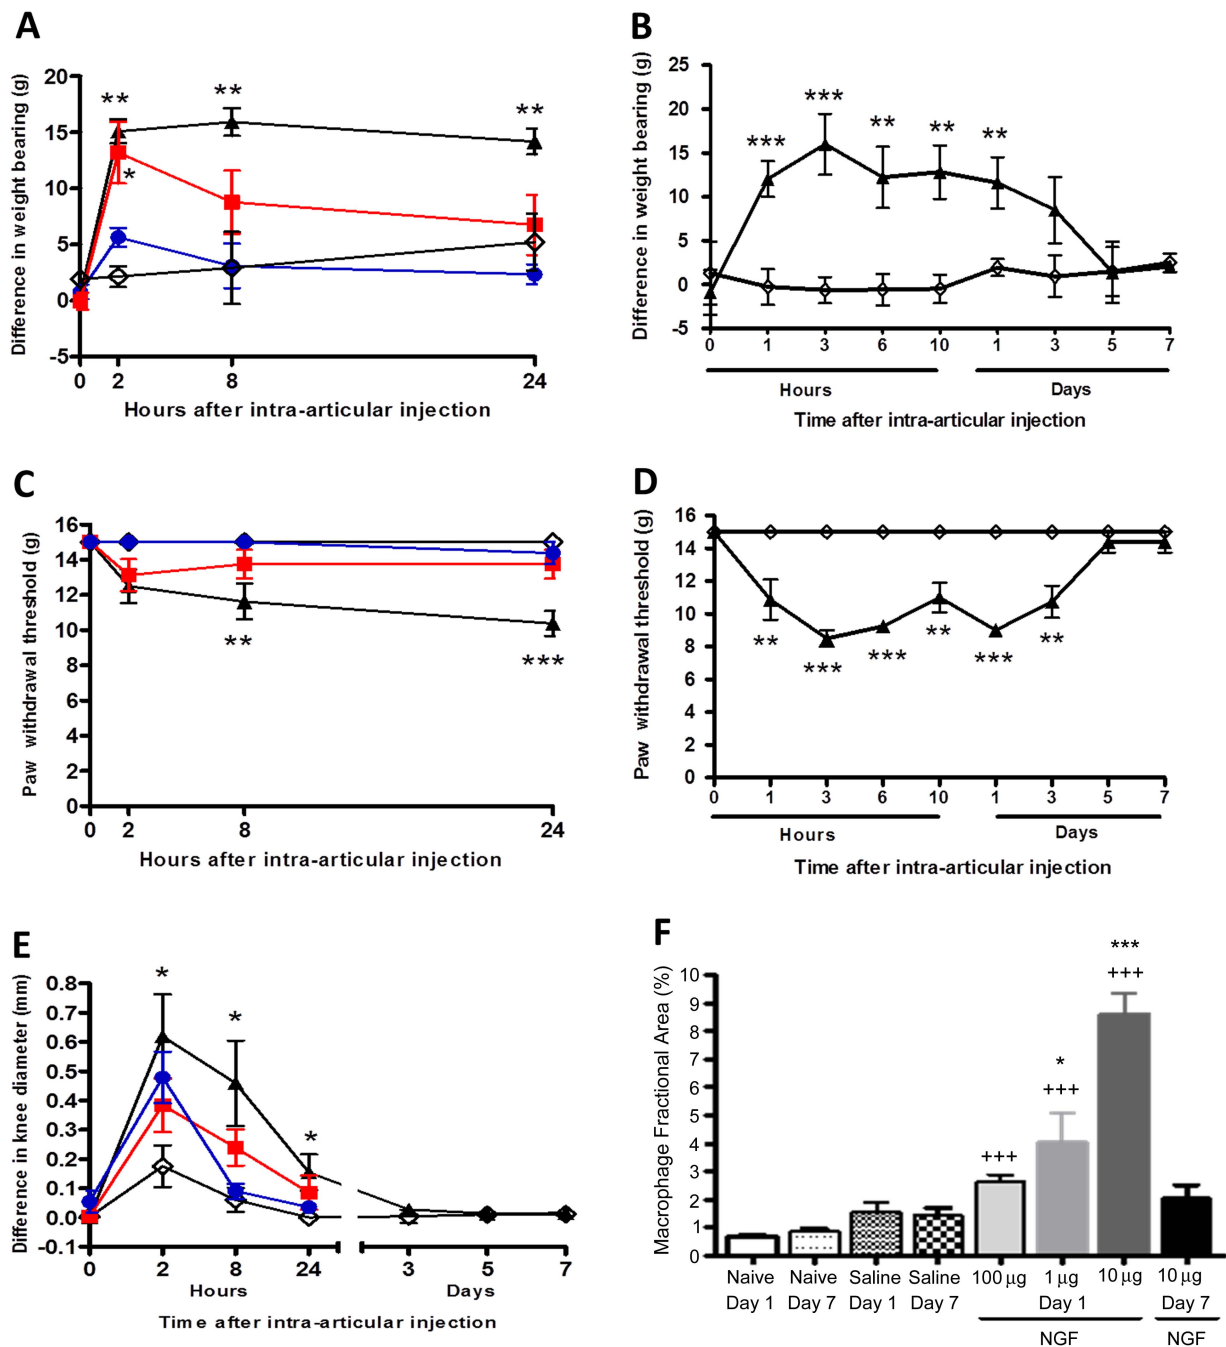 A
Difference in weight bearing (g)
20
15
10
5
0
-5
** ** **
*
0 2 8 24
Hours after intra-articular injection
B
Difference in weight bearing (g)
25
20
15
10
5
0
-5
*** *** ** ** **
0 1 3 6 10 1 3 5 7
Hours Days
Time after intra-articular injection
C
Paw withdrawal threshold (g)
16
14
12
10
8
6
4
2
0
** ***
0 2 8 24
Hours after intra-articular injection
D
Paw withdrawal threshold (g)
16
14
12
10
8
6
4
2
0
** *** *** ** *** **
0 1 3 6 10 1 3 5 7
Hours Days
Time after intra-articular injection
E
Difference in knee diameter (mm)
0.8
0.7
0.6
0.5
0.4
0.3
0.2
0.1
0.0
-0.1
* * *
0 2 8 24 3 5 7
Hours Days
Time after intra-articular injection
F
Macrophage Fractional Area (%)
10
9
8
7
6
5
4
3
2
1
0
***
+++
*
+++
+++
Naive Naive Saline Saline 100 µg 1 µg 10 µg 10 µg
Day 1 Day 7 Day 1 Day 7 Day 1 Day 7
NGF NGF